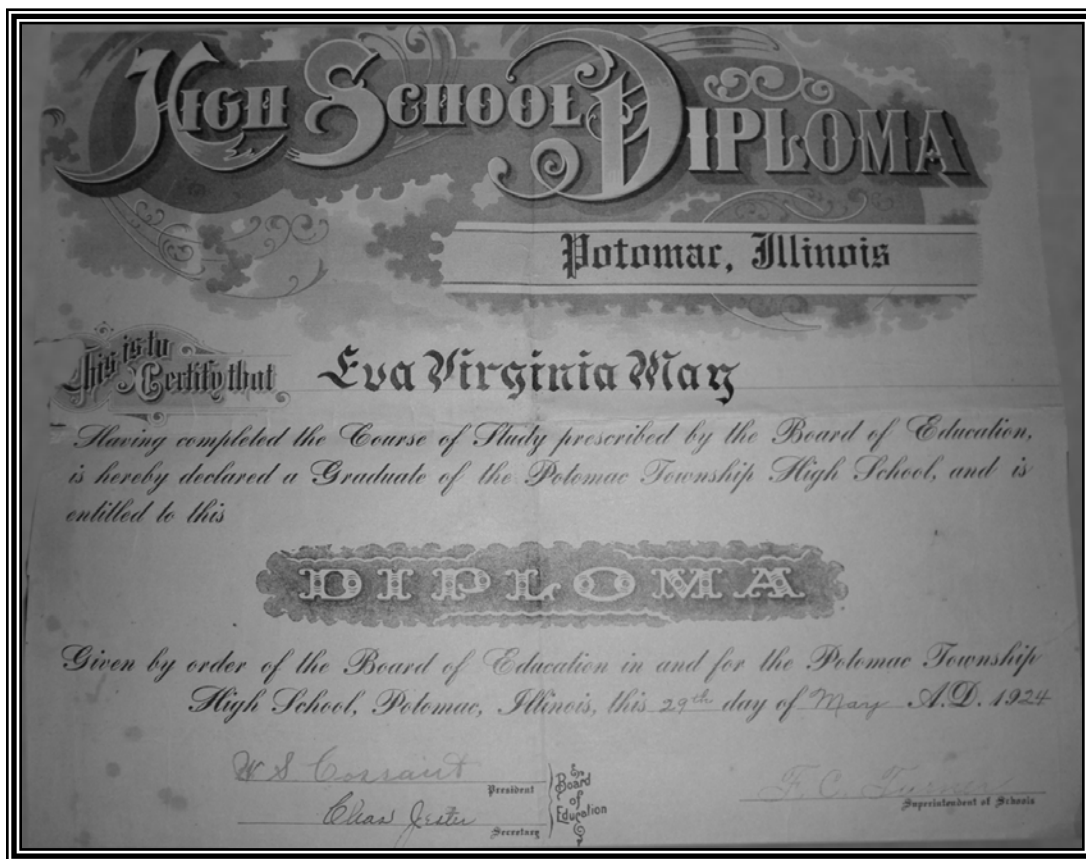 HIGH SCHOOL DIPLOMA
Potomac, Illinois
This is to Certify that Eva Virginia May
Having completed the Course of Study prescribed by the Board of Education,
is hereby declared a Graduate of the Potomac Township High School, and is
entitled to this
DIPLOMA
Given by order of the Board of Education in and for the Potomac Township
High School, Potomac, Illinois, this 29th day of May A.D. 1924
W S Cossairt
President
Chas Jester
Secretary
Board of Education
F. C. Turner
Superintendent of Schools